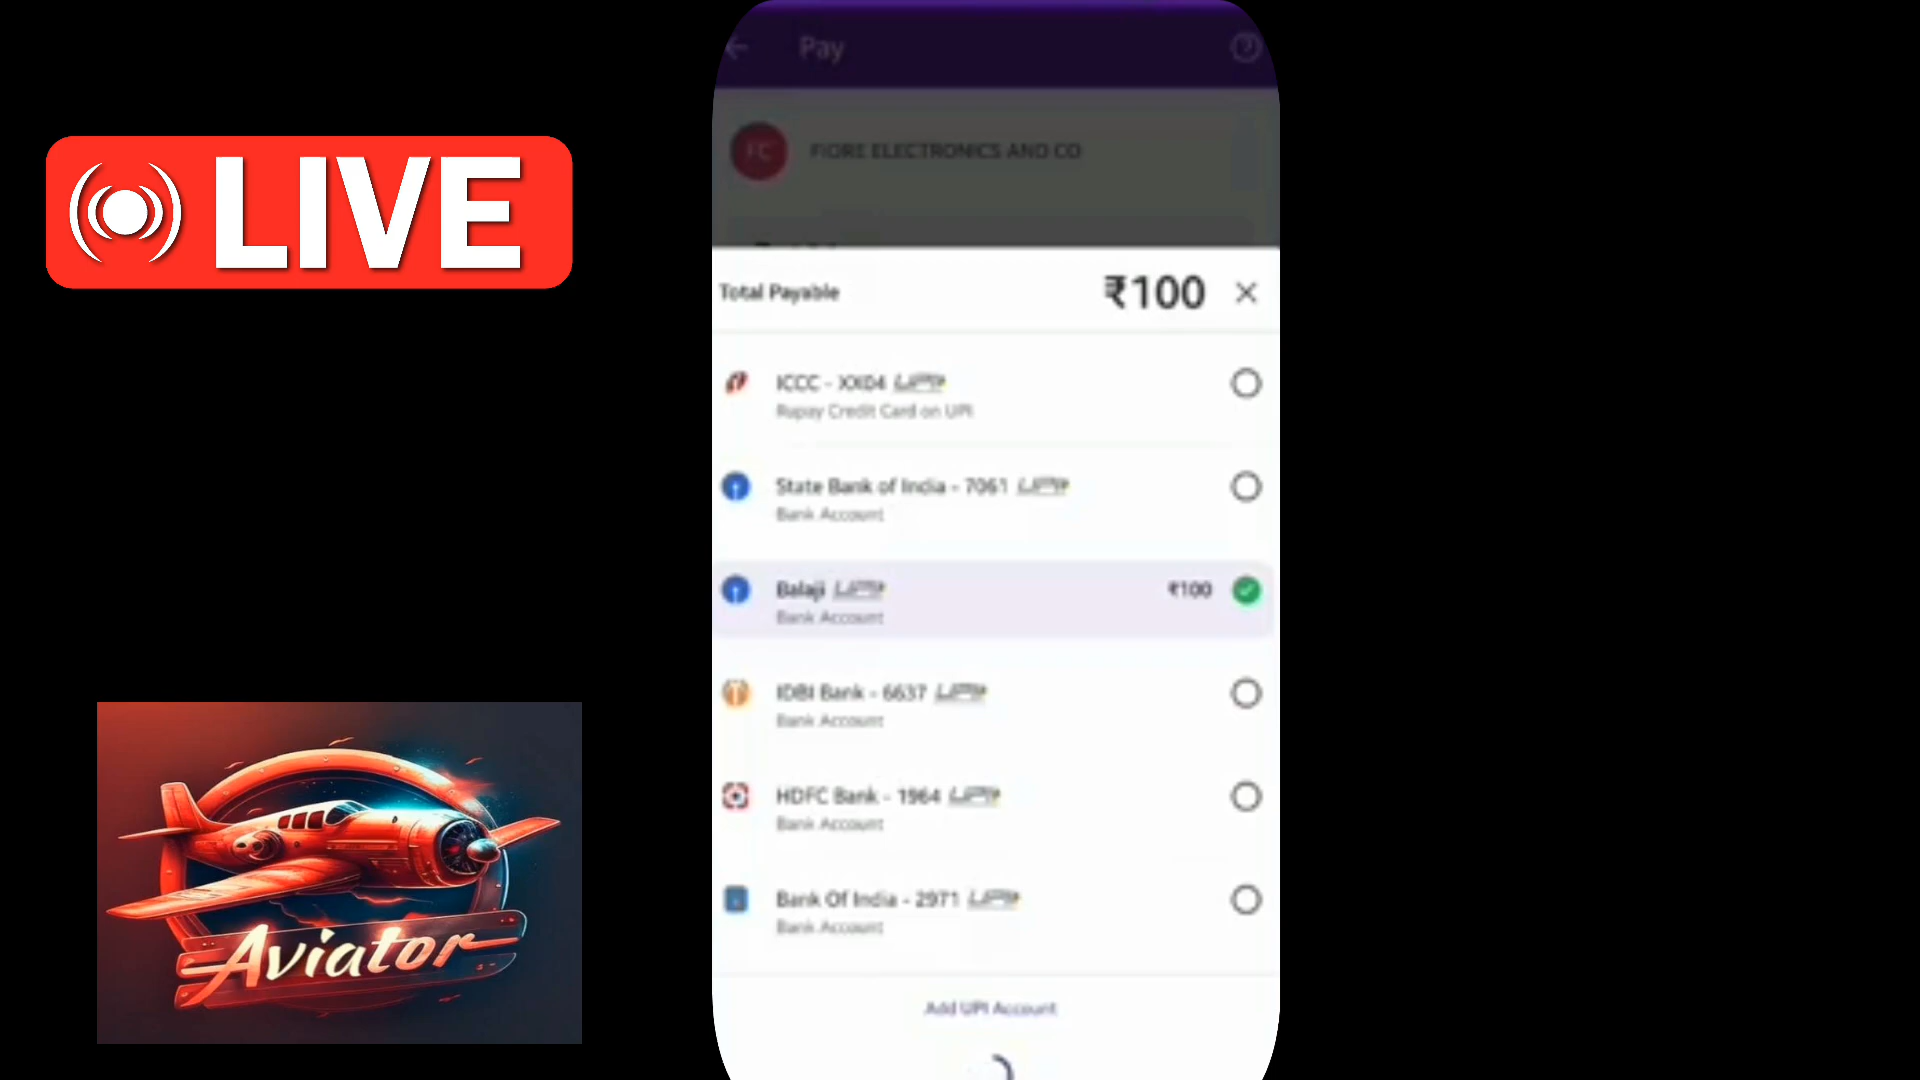 Pay
LIVE
FC
FIORE ELECTRONICS AND CO
Total Payable
₹100
ICCC - XX04 UPI
Rupay Credit Card on UPI
State Bank of India - 7061 UPI
Bank Account
Balaji UPI
₹100
Bank Account
IDBI Bank - 6637 UPI
Bank Account
HDFC Bank - 1964 UPI
Bank Account
Bank Of India - 2971 UPI
Bank Account
Add UPI Account
Aviator